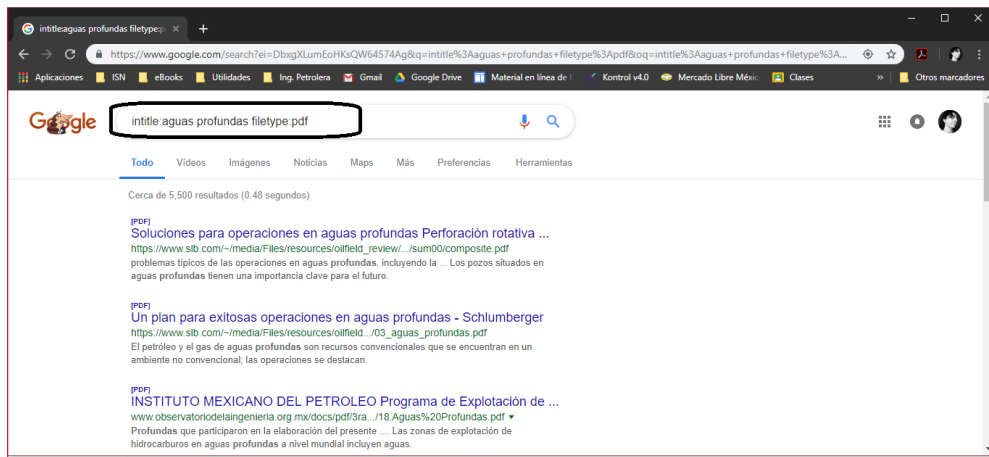 intitle:aguas profundas filetype:p
https://www.google.com/search?ei=DbxgXLumEoHKsQW64574Ag&q=intitle%3Aaguas+profundas+filetype%3Apdf&oq=intitle%3Aaguas+profundas+filetype%3A...
Aplicaciones ISN eBooks Utilidades Ing. Petrolera Gmail Google Drive Material en línea de Kontrol v4.0 Mercado Libre Méxic Clases » Otros marcadores
Google intitle:aguas profundas filetype:pdf
Todo Vídeos Imágenes Noticias Maps Más Preferencias Herramientas
Cerca de 5,500 resultados (0.48 segundos)
[PDF]
Soluciones para operaciones en aguas profundas Perforación rotativa ...
https://www.slb.com/~/media/Files/resources/oilfield_review/.../sum00/composite.pdf
problemas típicos de las operaciones en aguas profundas, incluyendo la ... Los pozos situados en
aguas profundas tienen una importancia clave para el futuro.
[PDF]
Un plan para exitosas operaciones en aguas profundas - Schlumberger
https://www.slb.com/~/media/Files/resources/oilfield.../03_aguas_profundas.pdf
El petróleo y el gas de aguas profundas son recursos convencionales que se encuentran en un
ambiente no convencional; las operaciones se destacan.
[PDF]
INSTITUTO MEXICANO DEL PETROLEO Programa de Explotación de ...
www.observatoriodelaingenieria.org.mx/docs/pdf/3ra.../18.Aguas%20Profundas.pdf
Profundas que participaron en la elaboración del presente .... Las zonas de explotación de
hidrocarburos en aguas profundas a nivel mundial incluyen aguas.